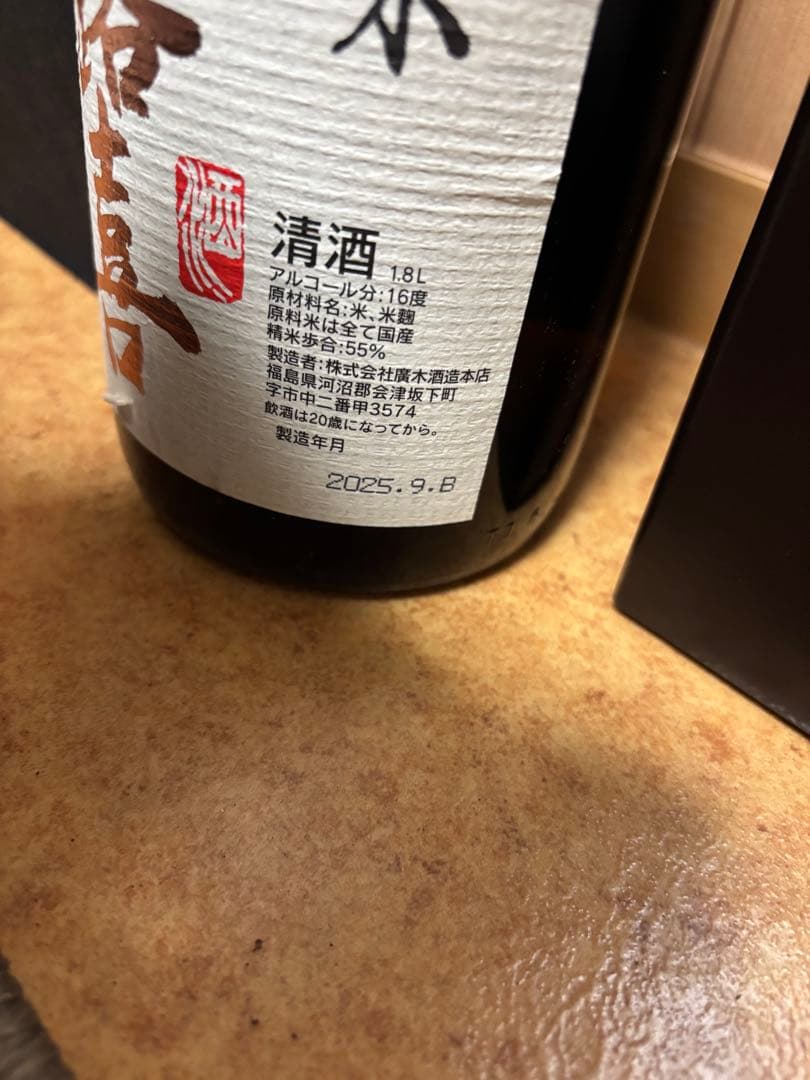 米
酒
清酒 1.8L
アルコール分:16度
原材料名:米、米麹
原料米は全て国産
精米歩合:55%
製造者:株式会社廣木酒造本店
福島県河沼郡会津坂下町
字市中二番甲3574
飲酒は20歳になってから。
製造年月
2025.9.B